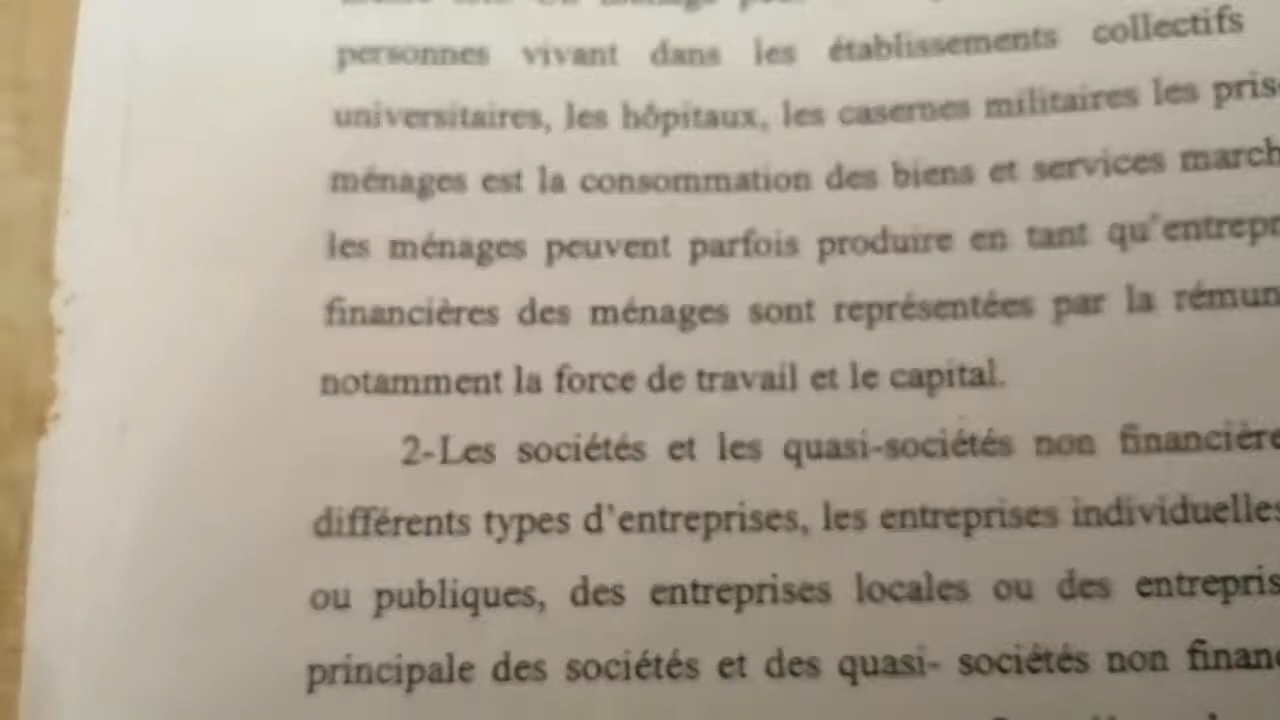 personnes vivant dans les établissements collectifs
universitaires, les hôpitaux, les casernes militaires les pris
ménages est la consommation des biens et services march
les ménages peuvent parfois produire en tant qu'entrepr
financières des ménages sont représentées par la rémun
notamment la force de travail et le capital.
2-Les sociétés et les quasi-sociétés non financière
différents types d'entreprises, les entreprises individuelles
ou publiques, des entreprises locales ou des entrepris
principale des sociétés et des quasi- sociétés non financ